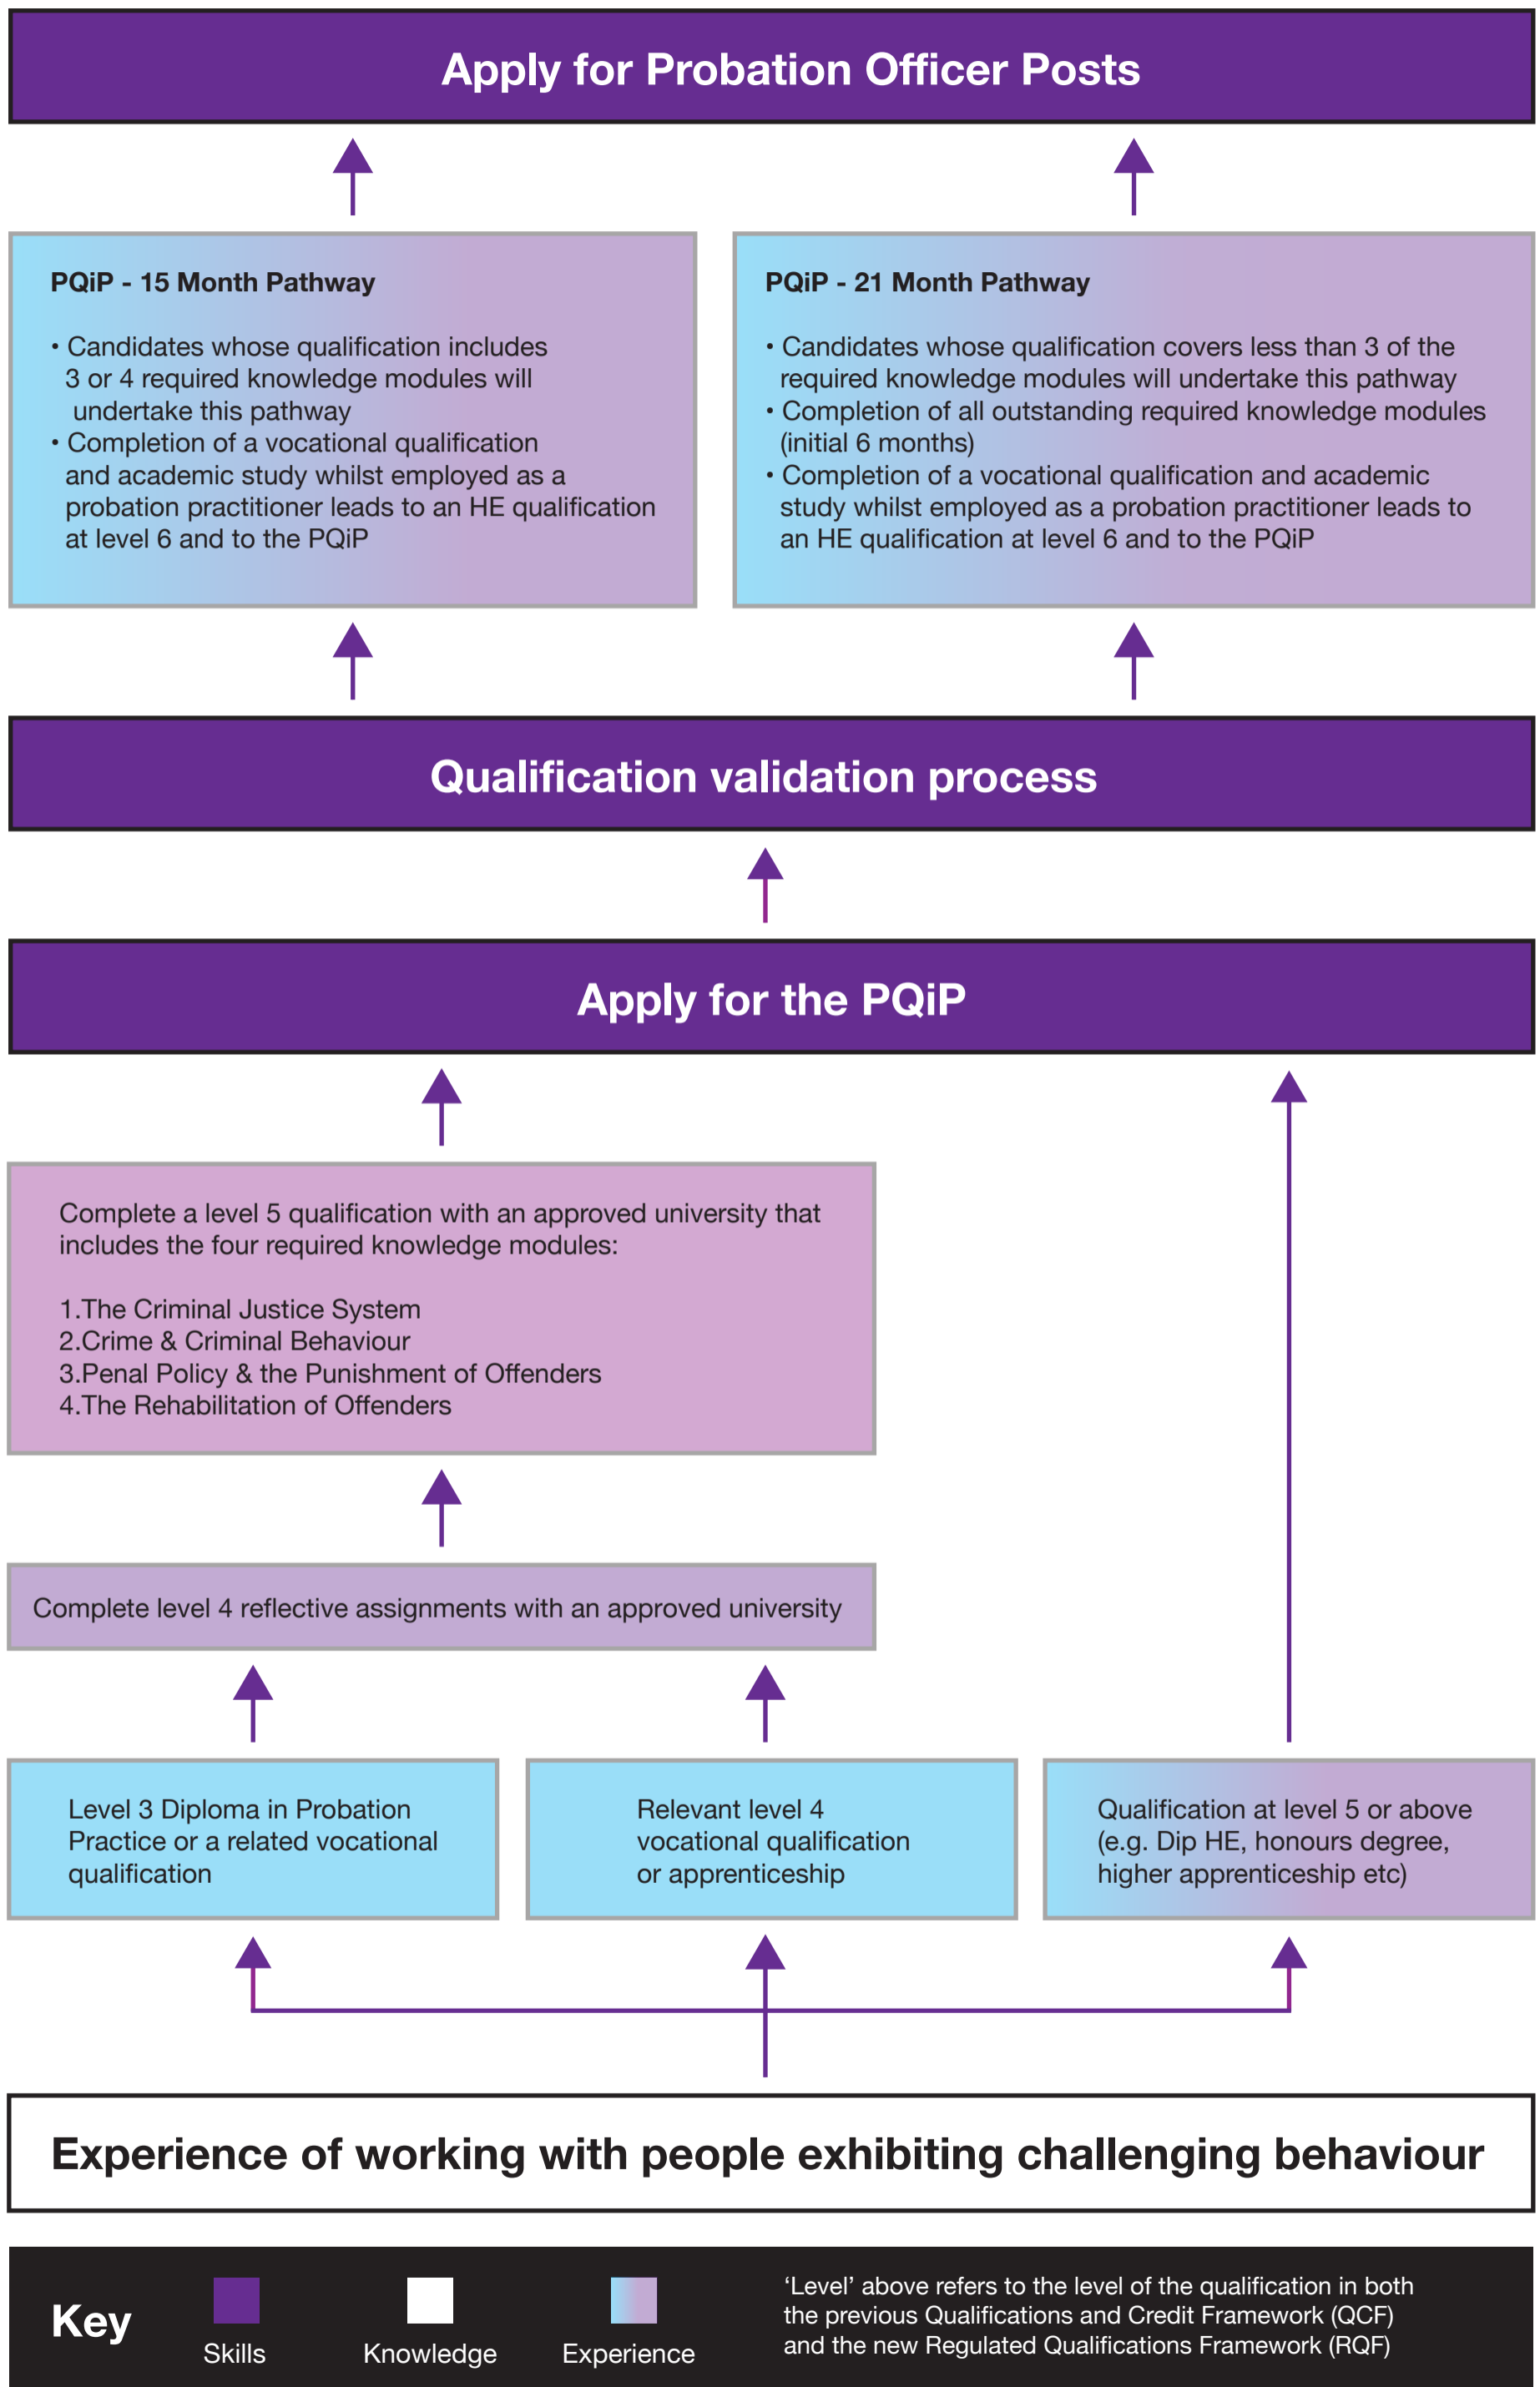 Apply for Probation Officer Posts
PQiP - 15 Month Pathway
• Candidates whose qualification includes
3 or 4 required knowledge modules will
undertake this pathway
• Completion of a vocational qualification
and academic study whilst employed as a
probation practitioner leads to an HE qualification
at level 6 and to the PQiP
PQiP - 21 Month Pathway
• Candidates whose qualification covers less than 3 of the
required knowledge modules will undertake this pathway
• Completion of all outstanding required knowledge modules
(initial 6 months)
• Completion of a vocational qualification and academic
study whilst employed as a probation practitioner leads to
an HE qualification at level 6 and to the PQiP
Qualification validation process
Apply for the PQiP
Complete a level 5 qualification with an approved university that
includes the four required knowledge modules:
1.The Criminal Justice System
2.Crime & Criminal Behaviour
3.Penal Policy & the Punishment of Offenders
4.The Rehabilitation of Offenders
Complete level 4 reflective assignments with an approved university
Level 3 Diploma in Probation
Practice or a related vocational
qualification
Relevant level 4
vocational qualification
or apprenticeship
Qualification at level 5 or above
(e.g. Dip HE, honours degree,
higher apprenticeship etc)
Experience of working with people exhibiting challenging behaviour
Key
Skills
Knowledge
Experience
‘Level’ above refers to the level of the qualification in both
the previous Qualifications and Credit Framework (QCF)
and the new Regulated Qualifications Framework (RQF)